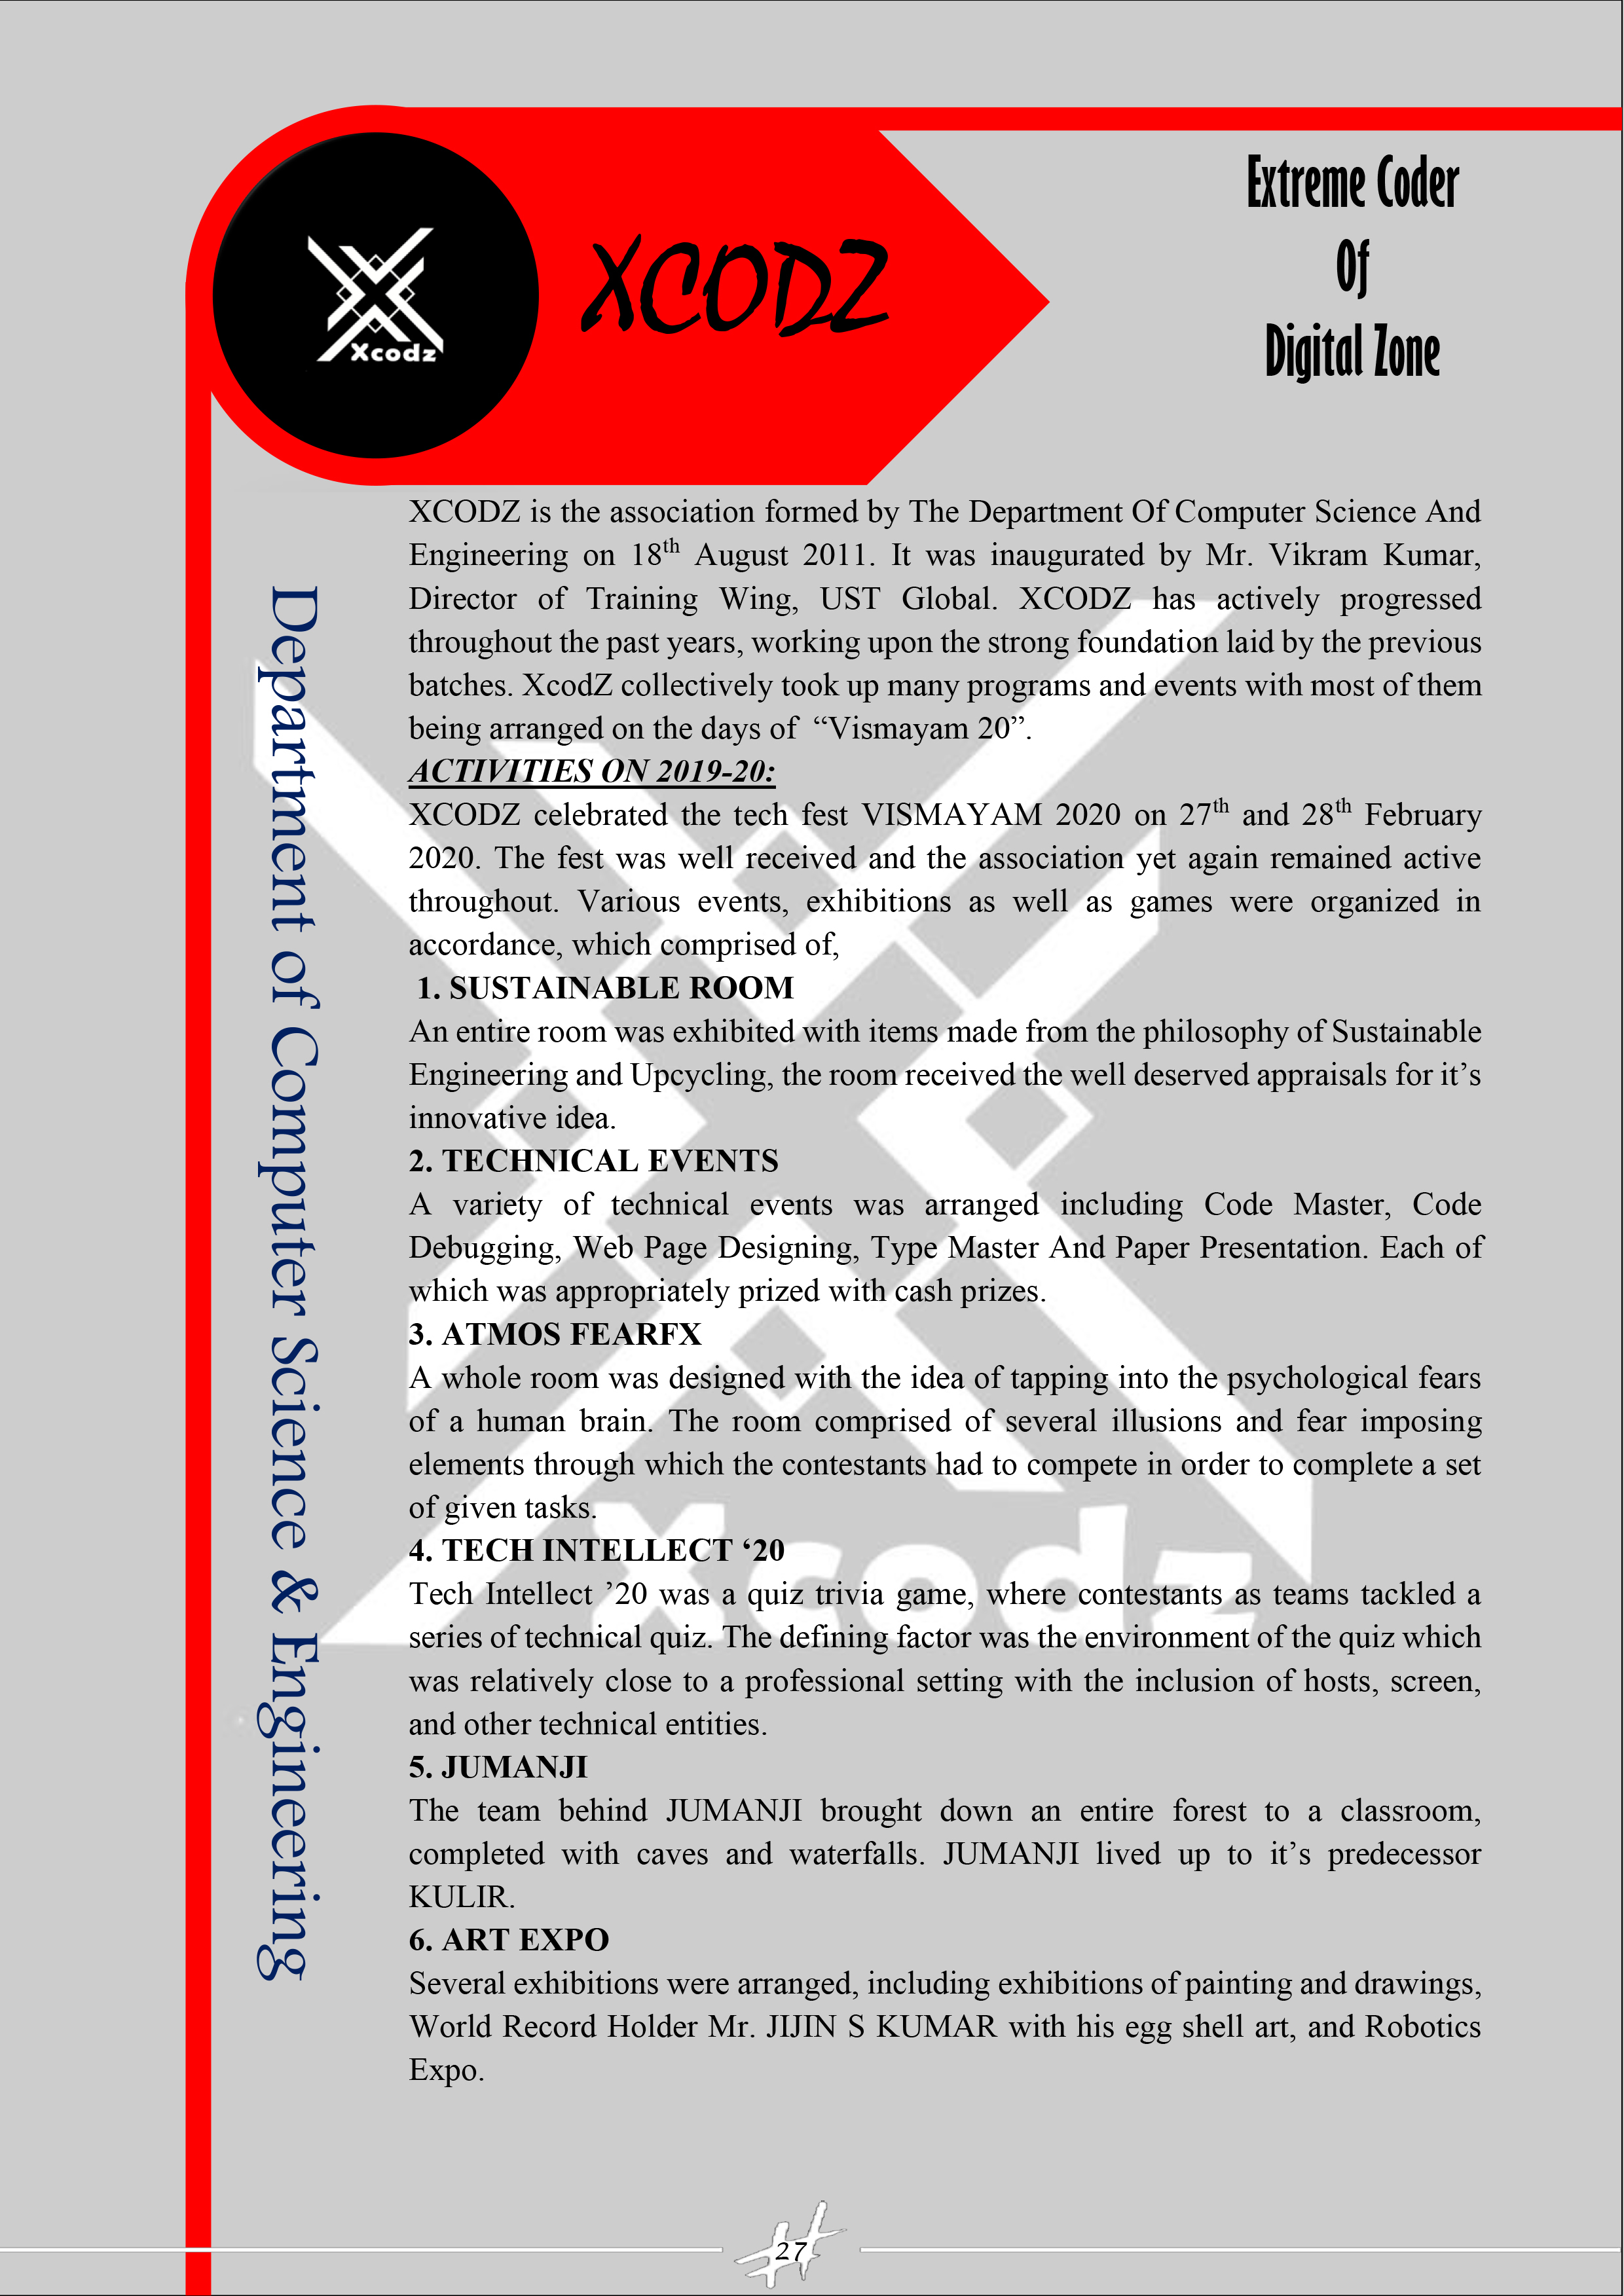 Xcodz
XCODZ
Extreme Coder
Of
Digital Zone
Department of Computer Science & Engineering
XCODZ is the association formed by The Department Of Computer Science And
Engineering on 18th August 2011. It was inaugurated by Mr. Vikram Kumar,
Director of Training Wing, UST Global. XCODZ has actively progressed
throughout the past years, working upon the strong foundation laid by the previous
batches. XcodZ collectively took up many programs and events with most of them
being arranged on the days of “Vismayam 20”.
ACTIVITIES ON 2019-20:
XCODZ celebrated the tech fest VISMAYAM 2020 on 27th and 28th February
2020. The fest was well received and the association yet again remained active
throughout. Various events, exhibitions as well as games were organized in
accordance, which comprised of,
1. SUSTAINABLE ROOM
An entire room was exhibited with items made from the philosophy of Sustainable
Engineering and Upcycling, the room received the well deserved appraisals for it’s
innovative idea.
2. TECHNICAL EVENTS
A variety of technical events was arranged including Code Master, Code
Debugging, Web Page Designing, Type Master And Paper Presentation. Each of
which was appropriately prized with cash prizes.
3. ATMOS FEARFX
A whole room was designed with the idea of tapping into the psychological fears
of a human brain. The room comprised of several illusions and fear imposing
elements through which the contestants had to compete in order to complete a set
of given tasks.
4. TECH INTELLECT ‘20
Tech Intellect ’20 was a quiz trivia game, where contestants as teams tackled a
series of technical quiz. The defining factor was the environment of the quiz which
was relatively close to a professional setting with the inclusion of hosts, screen,
and other technical entities.
5. JUMANJI
The team behind JUMANJI brought down an entire forest to a classroom,
completed with caves and waterfalls. JUMANJI lived up to it’s predecessor
KULIR.
6. ART EXPO
Several exhibitions were arranged, including exhibitions of painting and drawings,
World Record Holder Mr. JIJIN S KUMAR with his egg shell art, and Robotics
Expo.
Xcodz
27